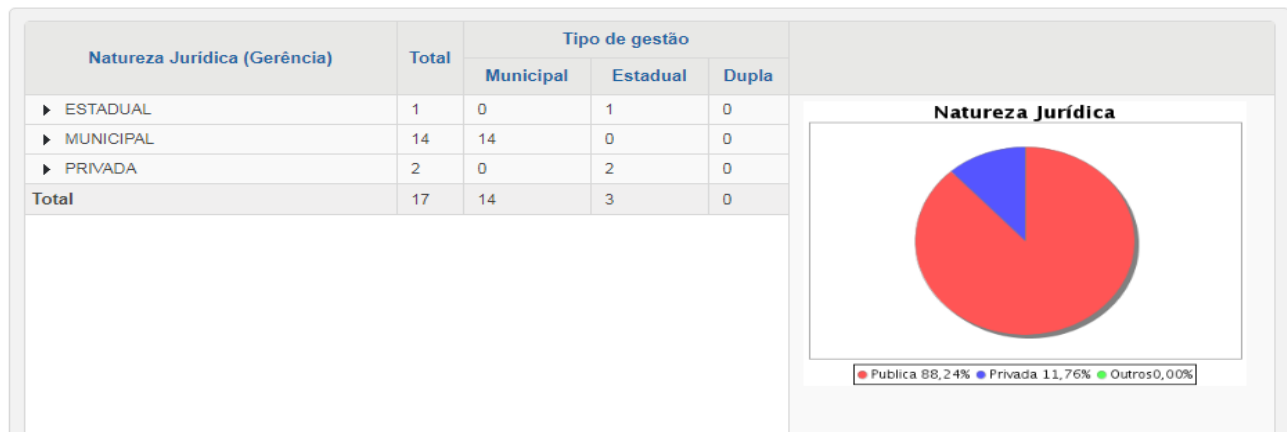 Natureza Jurídica (Gerência) Total Tipo de gestão
Municipal Estadual Dupla
ESTADUAL 1 0 1 0
MUNICIPAL 14 14 0 0
PRIVADA 2 0 2 0
Total 17 14 3 0
Natureza Jurídica
Publica 88,24% Privada 11,76% Outros0,00%